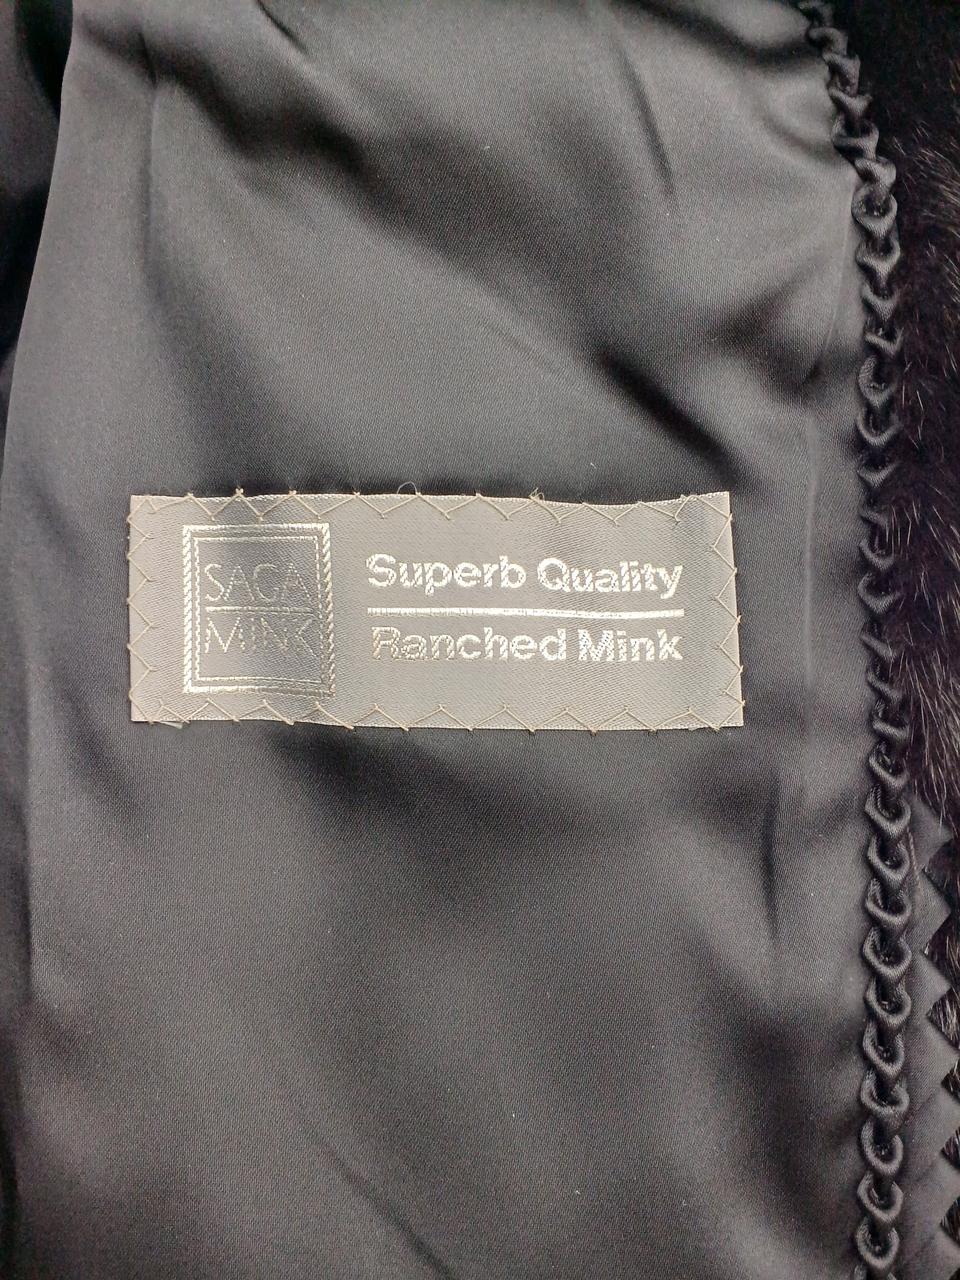 SAGA
MINK
Superb Quality
Ranched Mink